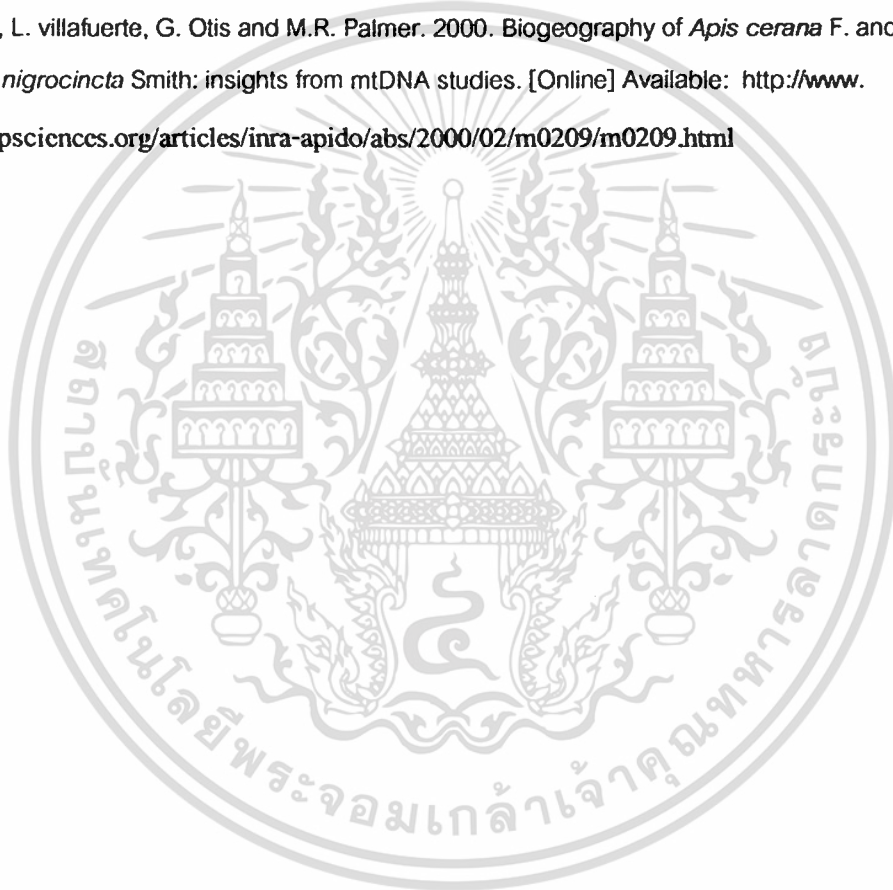 , L. villafuerte, G. Otis and M.R. Palmer. 2000. Biogeography of Apis cerana F. and
nigrocincta Smith: insights from mtDNA studies. [Online] Available: http://www.
psciences.org/articles/inra-apido/abs/2000/02/m0209/m0209.html
สถาบันเทคโนโลยีพระจอมเกล้าเจ้าคุณทหารลาดกระบัง